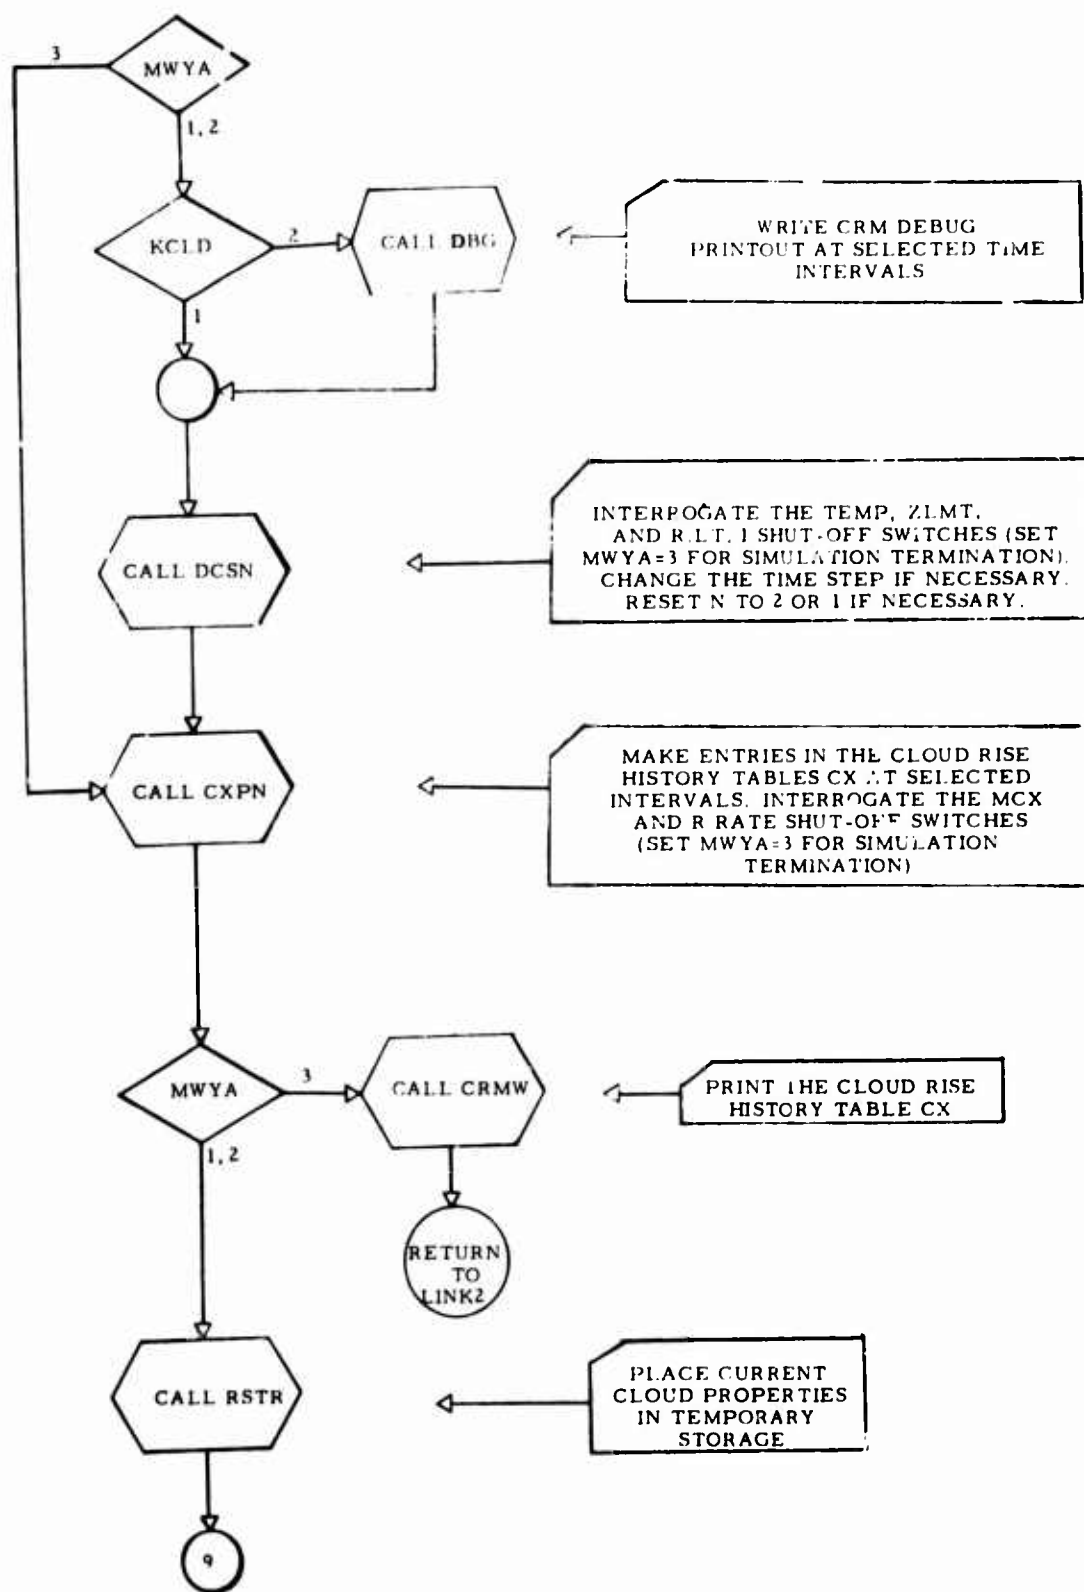 3
MWYA
1, 2
KCLD
2
CALL DBG
WRITE CRM DEBUG
PRINTOUT AT SELECTED TIME
INTERVALS
1
INTERROGATE THE TEMP, ZLMT,
AND R.LT. 1 SHUT-OFF SWITCHES (SET
MWYA=3 FOR SIMULATION TERMINATION).
CHANGE THE TIME STEP IF NECESSARY.
RESET N TO 2 OR 1 IF NECESSARY.
CALL DCSN
MAKE ENTRIES IN THE CLOUD RISE
HISTORY TABLES CX AT SELECTED
INTERVALS. INTERROGATE THE MCX
AND R RATE SHUT-OFF SWITCHES
(SET MWYA=3 FOR SIMULATION
TERMINATION)
CALL CXPN
MWYA
3
CALL CRMW
PRINT THE CLOUD RISE
HISTORY TABLE CX
1, 2
RETURN
TO
LINK2
CALL RSTR
PLACE CURRENT
CLOUD PROPERTIES
IN TEMPORARY
STORAGE
9